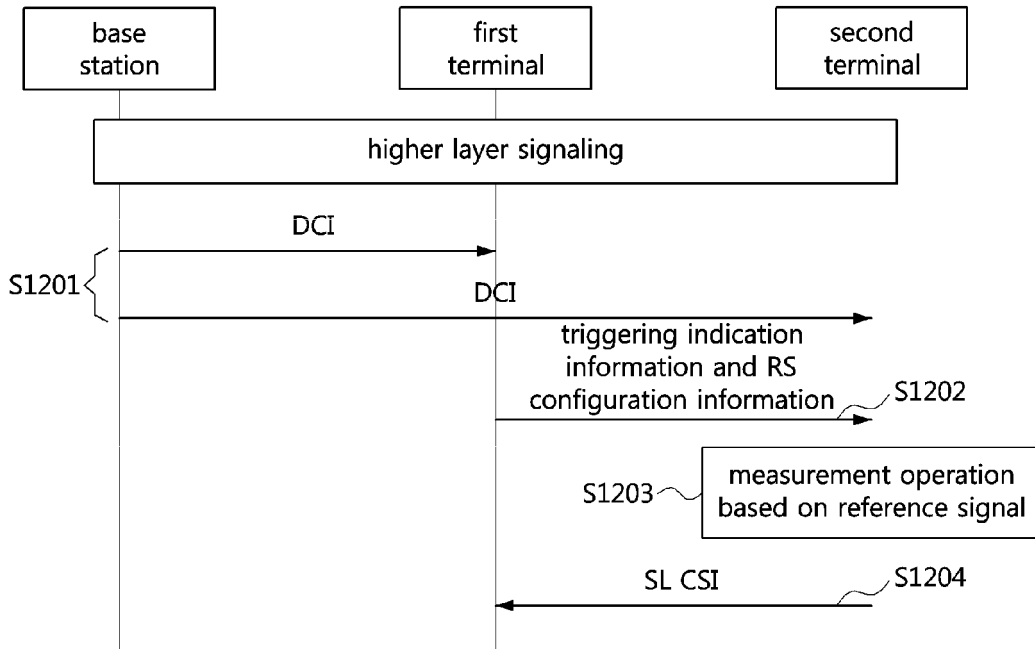 base
station
first
terminal
second
terminal
higher layer signaling
DCI
S1201
DCI
triggering indication
information and RS
configuration information
S1202
measurement operation
based on reference signal
S1203
SL CSI
S1204